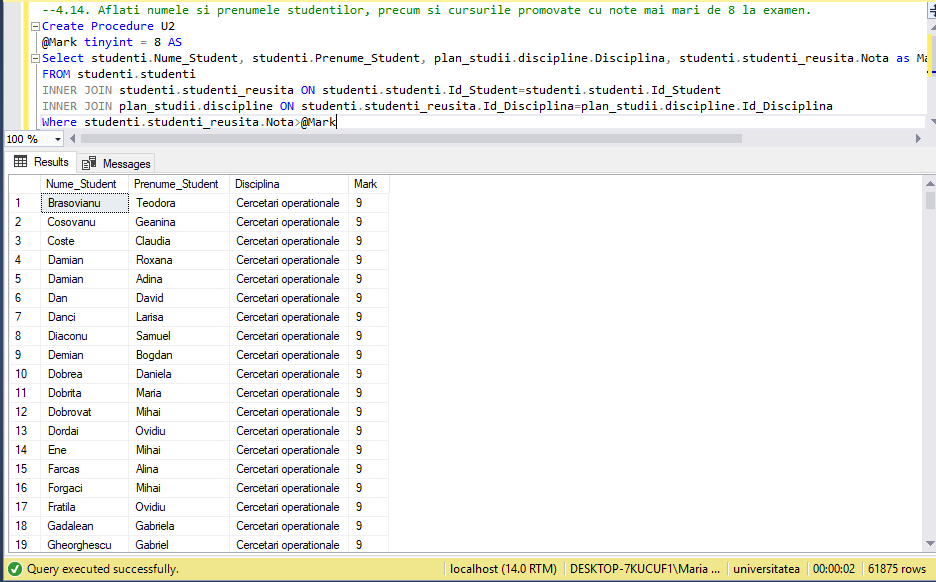 --4.14. Aflati numele si prenumele studentilor, precum si cursurile promovate cu note mai mari de 8 la examen.
Create Procedure U2
@Mark tinyint = 8 AS
Select studenti.Nume_Student, studenti.Prenume_Student, plan_studii.discipline.Disciplina, studenti.studenti_reusita.Nota as Ma
FROM studenti.studenti
INNER JOIN studenti.studenti_reusita ON studenti.studenti.Id_Student=studenti.studenti.Id_Student
INNER JOIN plan_studii.discipline ON studenti.studenti_reusita.Id_Disciplina=plan_studii.discipline.Id_Disciplina
Where studenti.studenti_reusita.Nota>@Mark
100 %
Results Messages
Nume_Student Prenume_Student Disciplina Mark
1 Brasovianu Teodora Cercetari operationale 9
2 Cosovanu Geanina Cercetari operationale 9
3 Coste Claudia Cercetari operationale 9
4 Damian Roxana Cercetari operationale 9
5 Damian Adina Cercetari operationale 9
6 Dan David Cercetari operationale 9
7 Danci Larisa Cercetari operationale 9
8 Diaconu Samuel Cercetari operationale 9
9 Demian Bogdan Cercetari operationale 9
10 Dobrea Daniela Cercetari operationale 9
11 Dobrita Maria Cercetari operationale 9
12 Dobrovat Mihai Cercetari operationale 9
13 Dordai Ovidiu Cercetari operationale 9
14 Ene Mihai Cercetari operationale 9
15 Farcas Alina Cercetari operationale 9
16 Forgaci Mihai Cercetari operationale 9
17 Fratila Ovidiu Cercetari operationale 9
18 Gadalean Gabriela Cercetari operationale 9
19 Gheorghescu Gabriel Cercetari operationale 9
Query executed successfully. localhost (14.0 RTM) DESKTOP-7KUCUF1\Maria ... universitatea 00:00:02 61875 rows